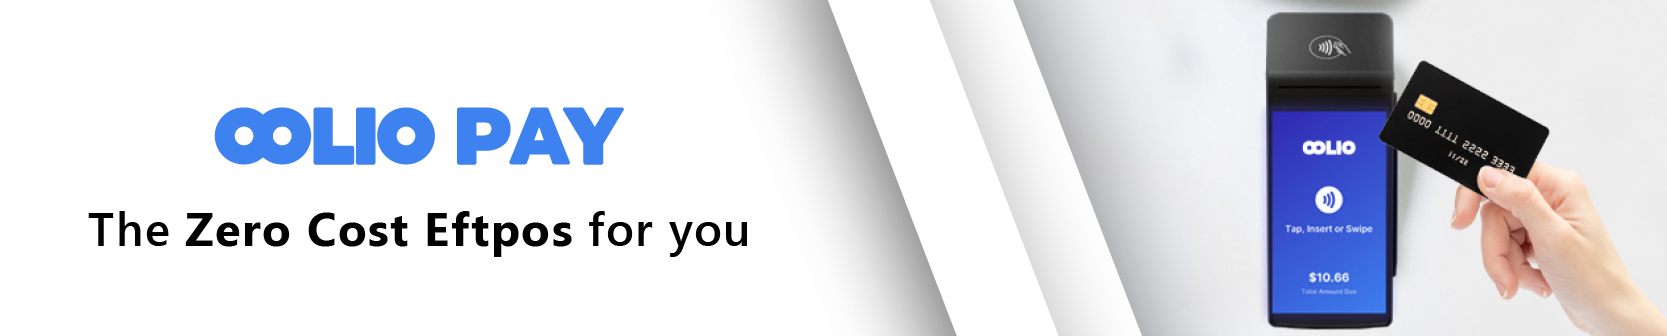 OOLIO PAY
The Zero Cost Eftpos for you
OOLIO
Tap, Insert or Swipe
$10.66
Total Amount Due
0000 1111 2222 3333
11/22